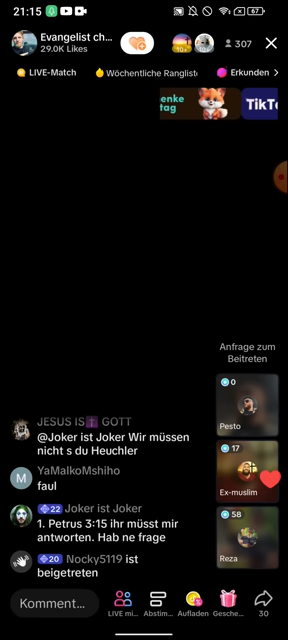 21:15
67
Evangelist ch...
29.0K Likes
307
LIVE-Match
Wöchentliche Ranglist
Erkunden
enke
tag
TikT
Anfrage zum
Beitreten
0
Pesto
17
Ex-muslim
58
Reza
JESUS IS✝️ GOTT
@Joker ist Joker Wir müssen
nicht s du Heuchler
M
YaMalkoMshiho
faul
22 Joker ist Joker
1. Petrus 3:15 ihr müsst mir
antworten. Hab ne frage
20 Nocky5119 ist
beigetreten
Komment...
LIVE mi...
Abstim...
Aufladen
Gesche...
30